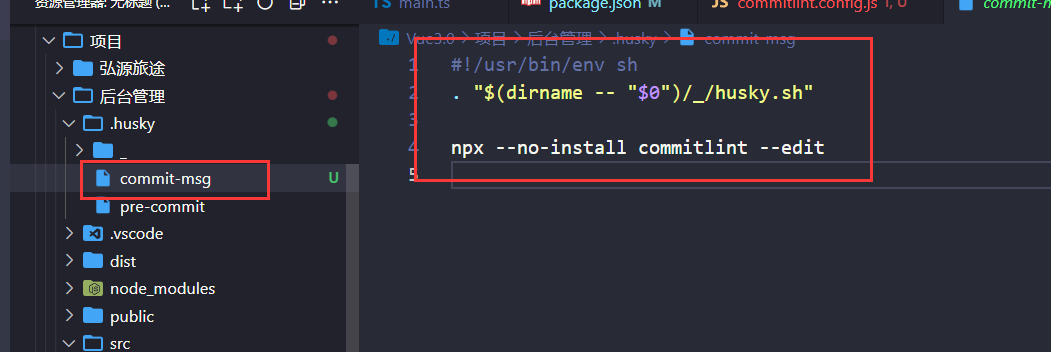 资源管理器: 无标题 (...
项目
弘源旅途
后台管理
.husky
_
commit-msg U
pre-commit
.vscode
dist
node_modules
public
src
TS main.ts
package.json M
JS commitlint.config.js 1, U
commit-m
Vue3.0 > 项目 > 后台管理 > .husky > commit-msg
1 #!/usr/bin/env sh
2 . "$(dirname -- "$0")/_/husky.sh"
3
4 npx --no-install commitlint --edit
5